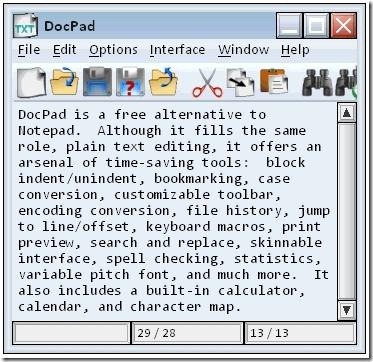 DocPad
File Edit Options Interface Window Help
TXT
DocPad is a free alternative to
Notepad.  Although it fills the same
role, plain text editing, it offers an
arsenal of time-saving tools:  block
indent/unindent, bookmarking, case
conversion, customizable toolbar,
encoding conversion, file history, jump
to line/offset, keyboard macros, print
preview, search and replace, skinnable
interface, spell checking, statistics,
variable pitch font, and much more.  It
also includes a built-in calculator,
calendar, and character map.
29 / 28 13 / 13